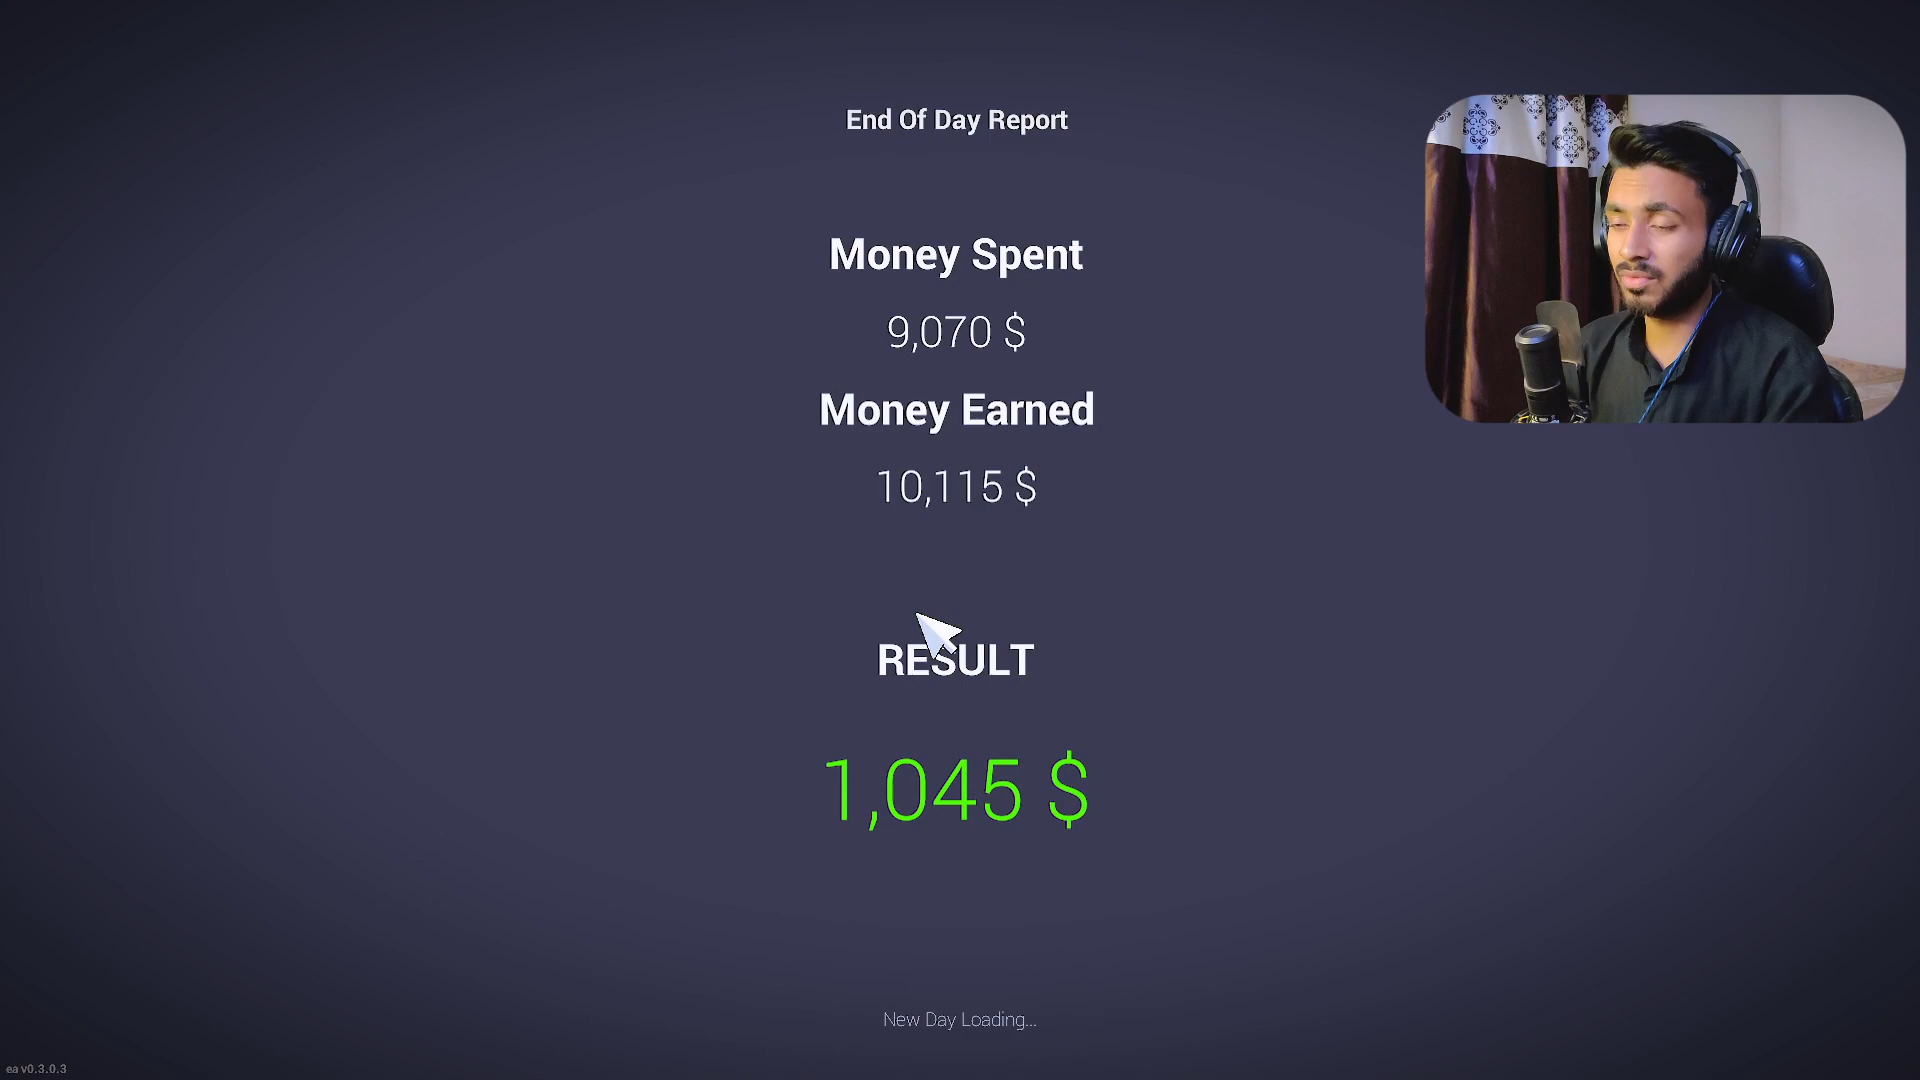 End Of Day Report
Money Spent
9,070 $
Money Earned
10,115 $
RESULT
1,045 $
New Day Loading...
ea v0.3.0.3